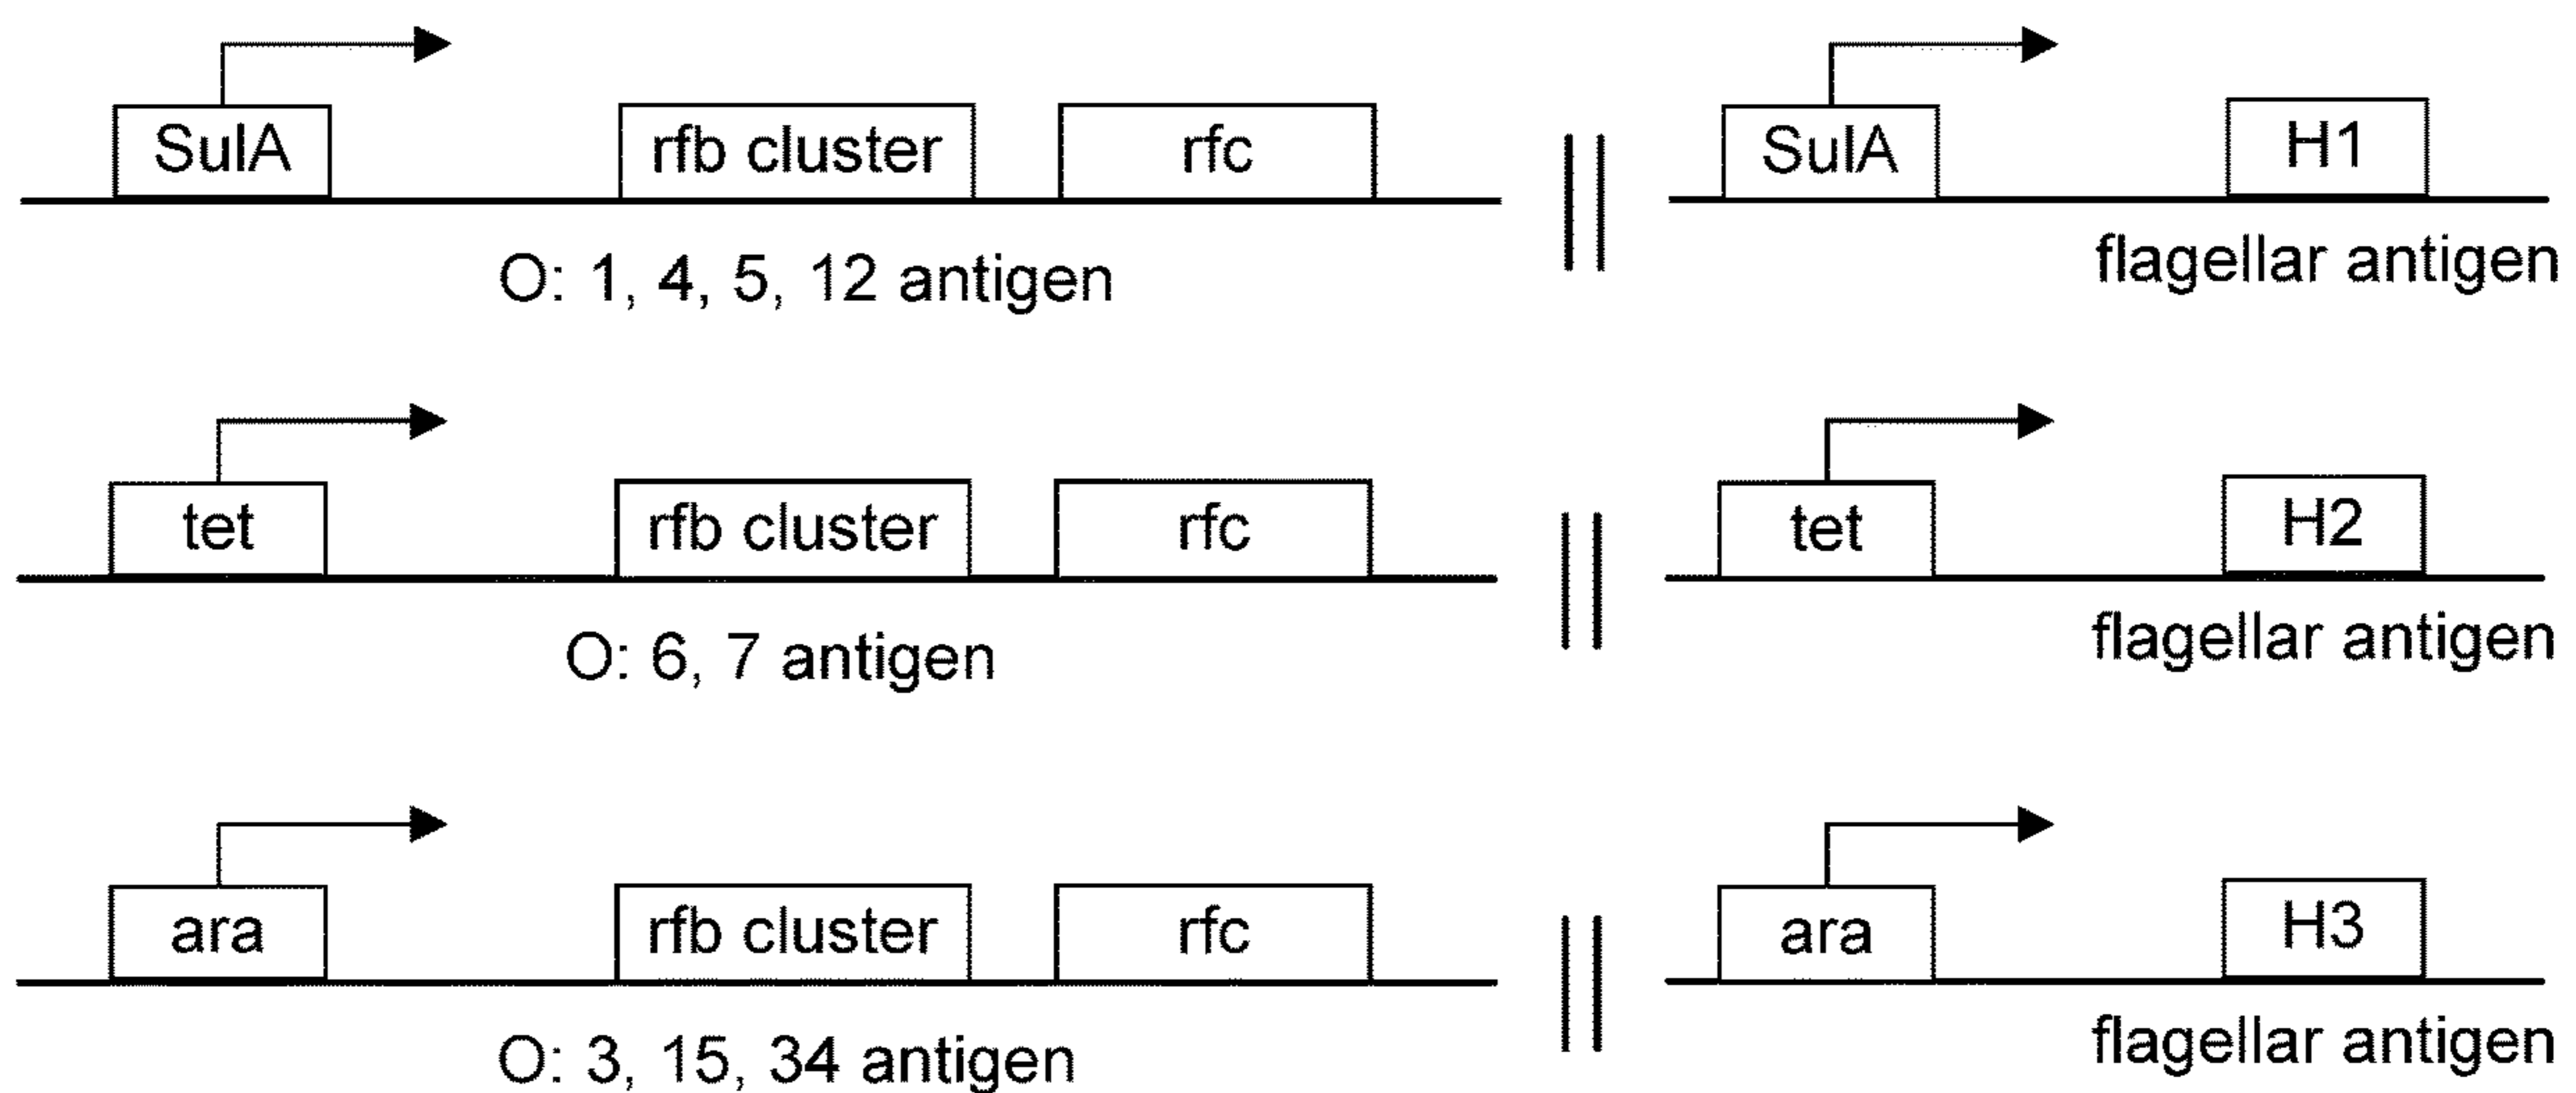 SulA rfb cluster rfc SulA H1
O: 1, 4, 5, 12 antigen flagellar antigen
tet rfb cluster rfc tet H2
O: 6, 7 antigen flagellar antigen
ara rfb cluster rfc ara H3
O: 3, 15, 34 antigen flagellar antigen